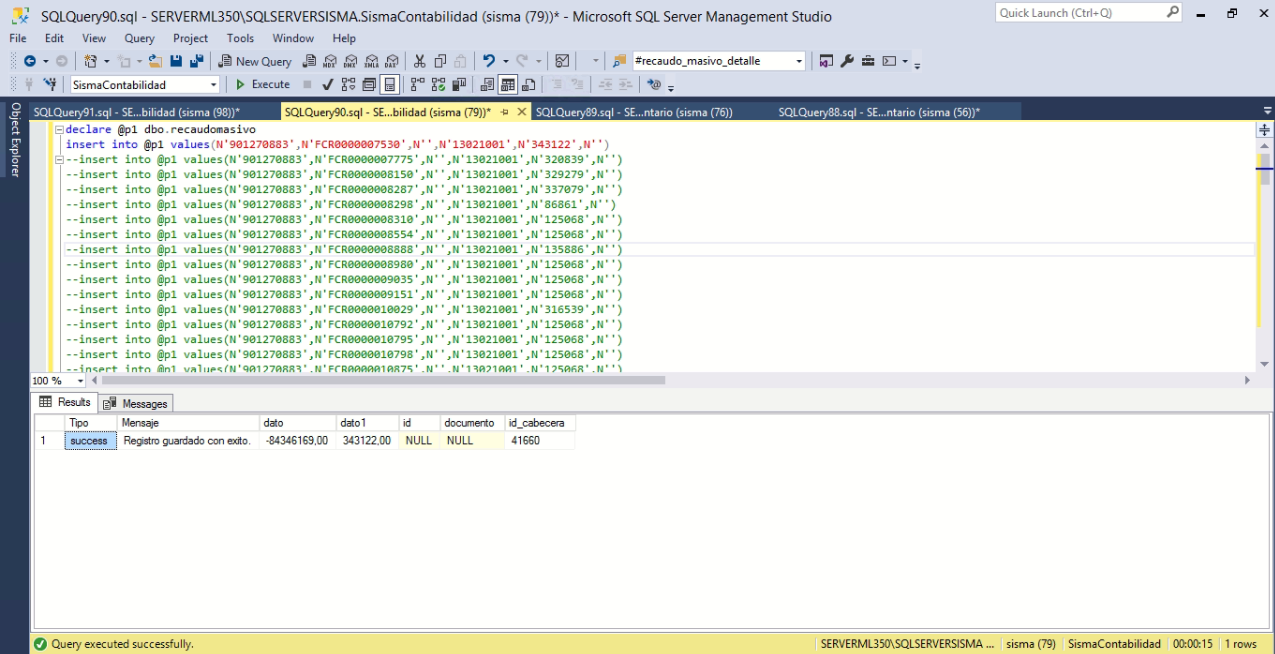 SQLQuery90.sql - SERVERML350\SQLSERVERSISMA.SismaContabilidad (sisma (79))* - Microsoft SQL Server Management Studio
Quick Launch (Ctrl+Q)
File Edit View Query Project Tools Window Help
New Query
MDX DMX XMLA DAX
#recaudo_masivo_detalle
SismaContabilidad
Execute
Object Explorer
SQLQuery91.sql - SE...bilidad (sisma (98))*
SQLQuery90.sql - SE...bilidad (sisma (79))*
SQLQuery89.sql - SE...ntario (sisma (76))
SQLQuery88.sql - SE...ntario (sisma (56))*
declare @p1 dbo.recaudomasivo
insert into @p1 values(N'901270883',N'FCR0000007530',N'',N'13021001',N'343122',N'')
--insert into @p1 values(N'901270883',N'FCR0000007775',N'',N'13021001',N'320839',N'')
--insert into @p1 values(N'901270883',N'FCR0000008150',N'',N'13021001',N'329279',N'')
--insert into @p1 values(N'901270883',N'FCR0000008287',N'',N'13021001',N'337079',N'')
--insert into @p1 values(N'901270883',N'FCR0000008298',N'',N'13021001',N'86861',N'')
--insert into @p1 values(N'901270883',N'FCR0000008310',N'',N'13021001',N'125068',N'')
--insert into @p1 values(N'901270883',N'FCR0000008554',N'',N'13021001',N'125068',N'')
--insert into @p1 values(N'901270883',N'FCR0000008888',N'',N'13021001',N'135886',N'')
--insert into @p1 values(N'901270883',N'FCR0000008980',N'',N'13021001',N'125068',N'')
--insert into @p1 values(N'901270883',N'FCR0000009035',N'',N'13021001',N'125068',N'')
--insert into @p1 values(N'901270883',N'FCR0000009151',N'',N'13021001',N'125068',N'')
--insert into @p1 values(N'901270883',N'FCR0000010029',N'',N'13021001',N'316539',N'')
--insert into @p1 values(N'901270883',N'FCR0000010792',N'',N'13021001',N'125068',N'')
--insert into @p1 values(N'901270883',N'FCR0000010795',N'',N'13021001',N'125068',N'')
--insert into @p1 values(N'901270883',N'FCR0000010798',N'',N'13021001',N'125068',N'')
--insert into @p1 values(N'901270883',N'FCR0000010875',N'',N'13021001',N'125068',N'')
100 %
Results Messages
Tipo Mensaje dato dato1 id documento id_cabecera
1 success Registro guardado con exito. -84346169,00 343122,00 NULL NULL 41660
Query executed successfully.
SERVERML350\SQLSERVERSISMA ... sisma (79) SismaContabilidad 00:00:15 1 rows